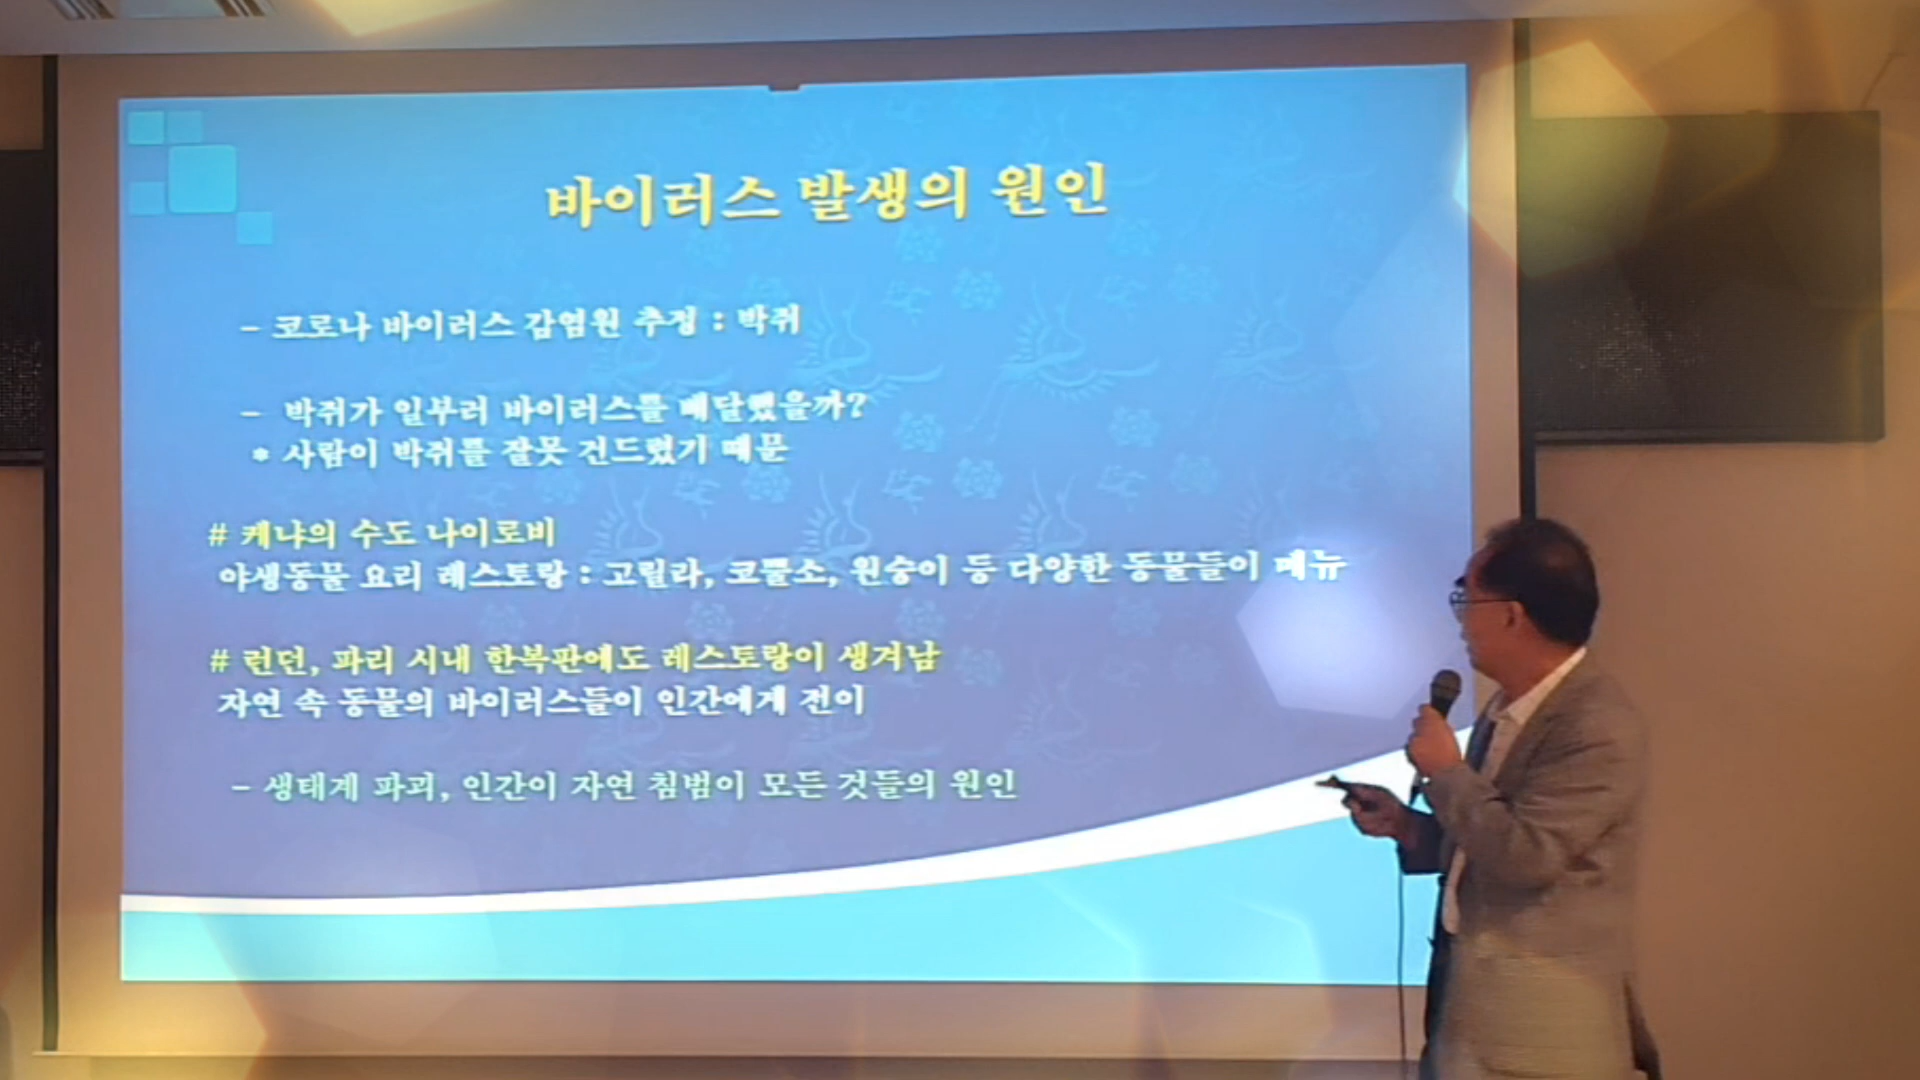 바이러스 발생의 원인
- 코로나 바이러스 감염원 추정 : 박쥐
- 박쥐가 일부러 바이러스를 배달했을까?
* 사람이 박쥐를 잘못 건드렸기 때문
# 케냐의 수도 나이로비
야생동물 요리 레스토랑 : 고릴라, 코뿔소, 원숭이 등 다양한 동물들이 메뉴
# 런던, 파리 시내 한복판에도 레스토랑이 생겨남
자연 속 동물의 바이러스들이 인간에게 전이
- 생태계 파괴, 인간이 자연 침범이 모든 것들의 원인